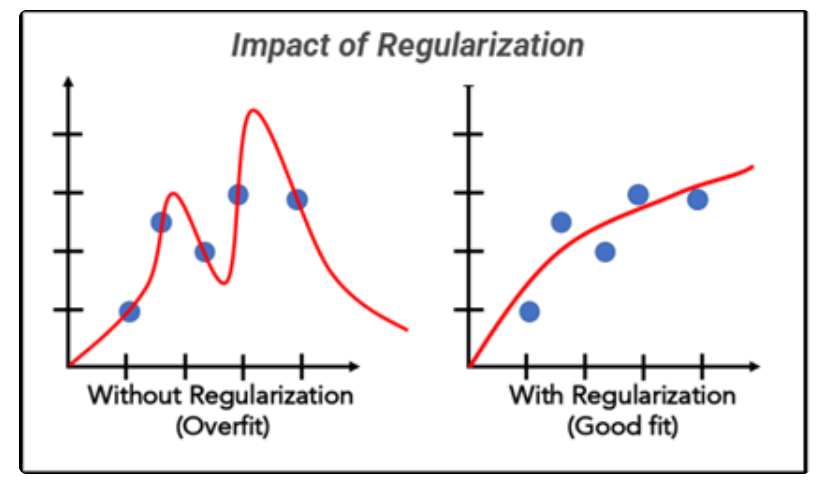 Impact of Regularization
Without Regularization
(Overfit)
With Regularization
(Good fit)